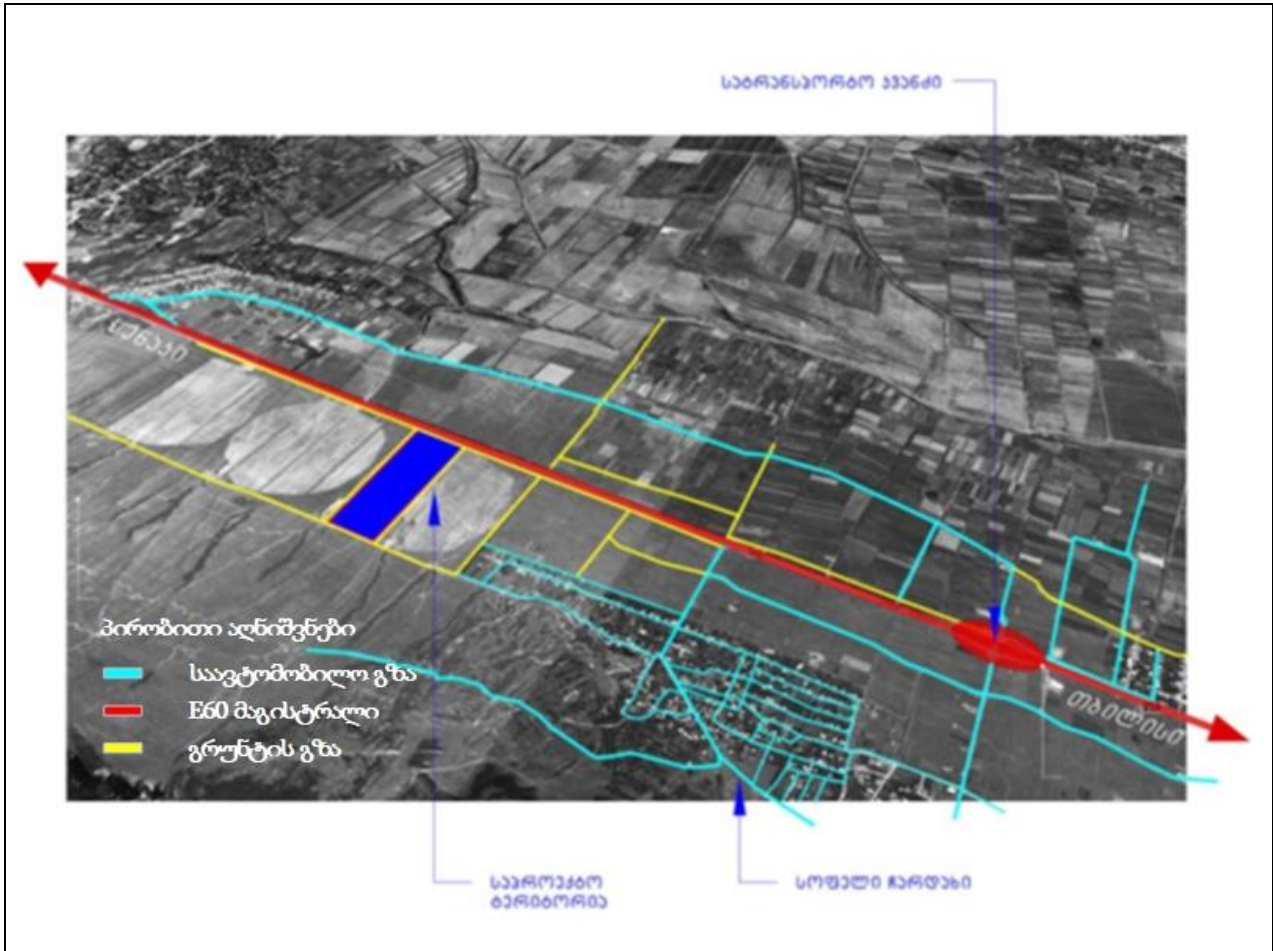 სატრანსპორტო კვანძი
სენაკი
პირობითი აღნიშვნები
საავტომობილო გზა
E60 მაგისტრალი
გრუნტის გზა
თბილისი
საპროექტო
ტერიტორია
სოფელი ჩარდახი